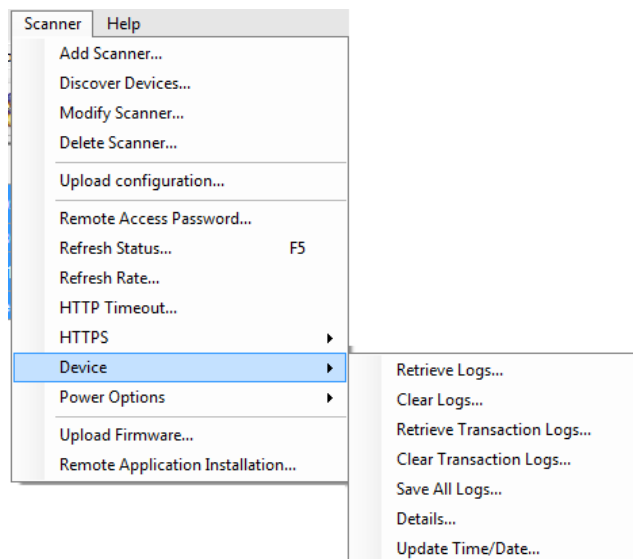 Scanner Help
Add Scanner...
Discover Devices...
Modify Scanner...
Delete Scanner...
Upload configuration...
Remote Access Password...
Refresh Status... F5
Refresh Rate...
HTTP Timeout...
HTTPS
Device
Power Options
Upload Firmware...
Remote Application Installation...
Retrieve Logs...
Clear Logs...
Retrieve Transaction Logs...
Clear Transaction Logs...
Save All Logs...
Details...
Update Time/Date...